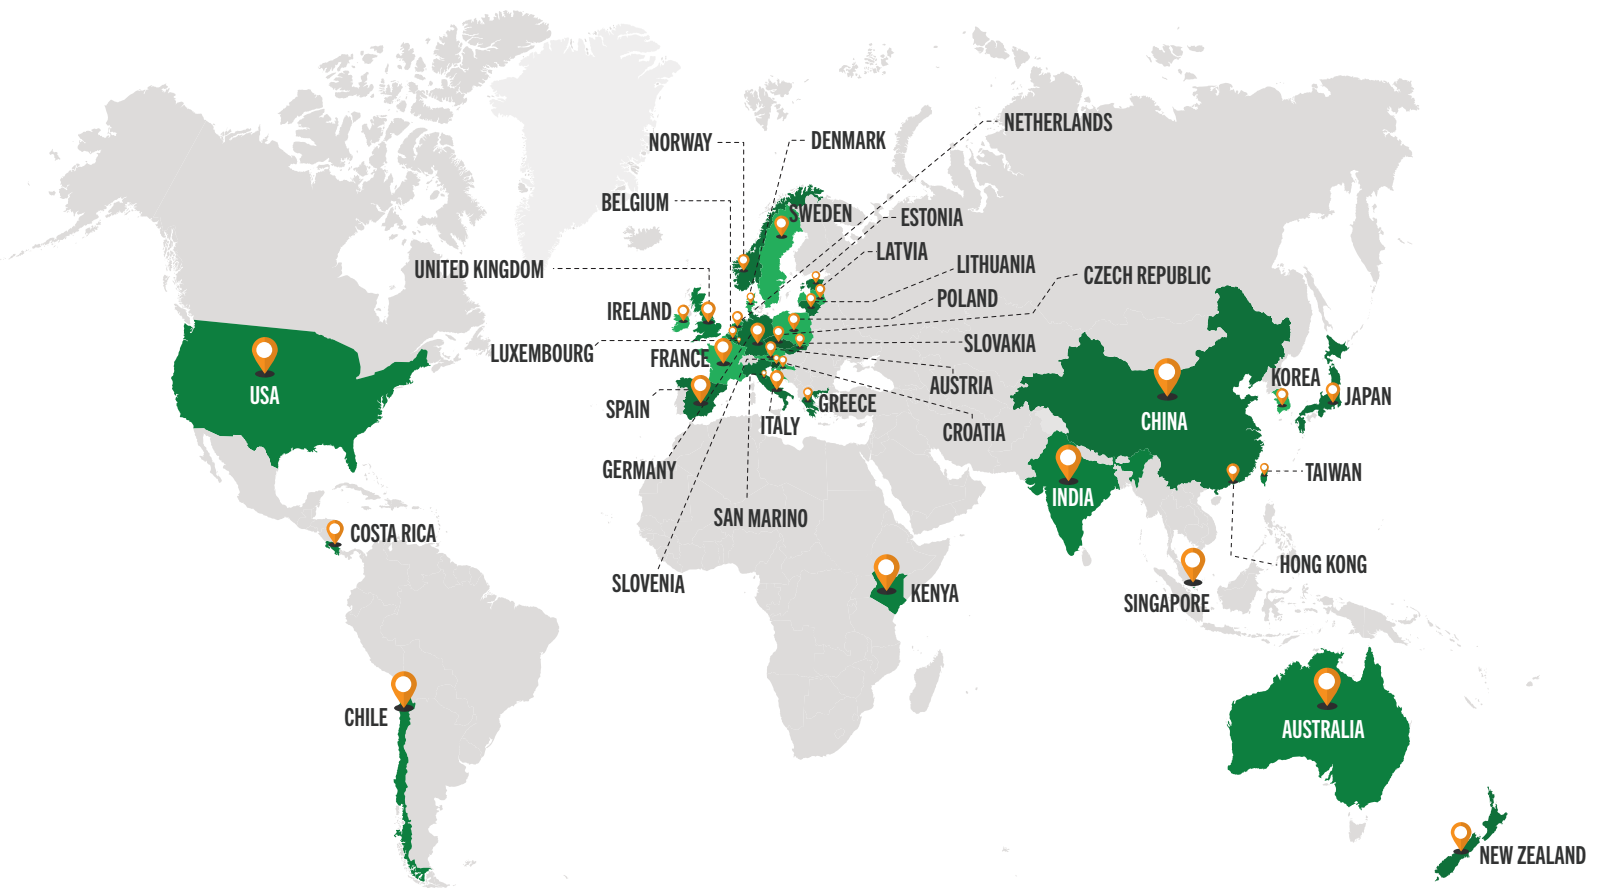 NETHERLANDS
NORWAY
DENMARK
BELGIUM
SWEDEN
ESTONIA
LATVIA
LITHUANIA
UNITED KINGDOM
CZECH REPUBLIC
POLAND
IRELAND
LUXEMBOURG
FRANCE
SLOVAKIA
KOREA
AUSTRIA
USA
JAPAN
SPAIN
GREECE
CHINA
ITALY
CROATIA
GERMANY
TAIWAN
INDIA
SAN MARINO
COSTA RICA
HONG KONG
SLOVENIA
KENYA
SINGAPORE
CHILE
AUSTRALIA
NEW ZEALAND